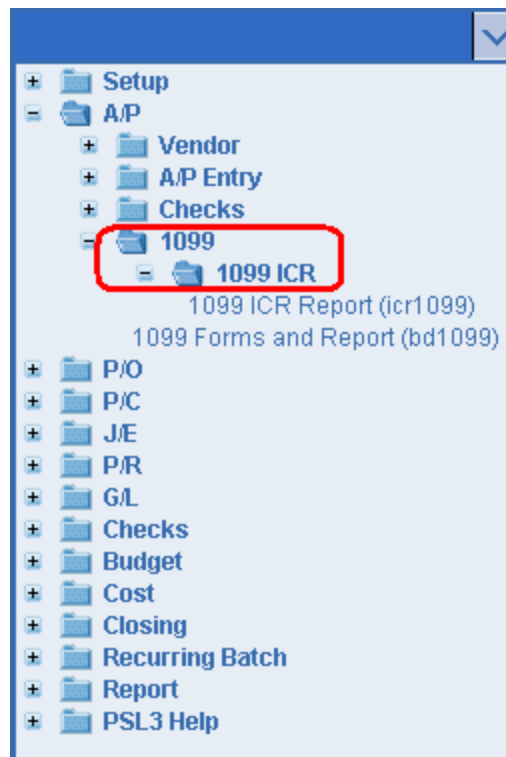 Setup
A/P
Vendor
A/P Entry
Checks
1099
1099 ICR
1099 ICR Report (icr1099)
1099 Forms and Report (bd1099)
P/O
P/C
J/E
P/R
G/L
Checks
Budget
Cost
Closing
Recurring Batch
Report
PSL3 Help